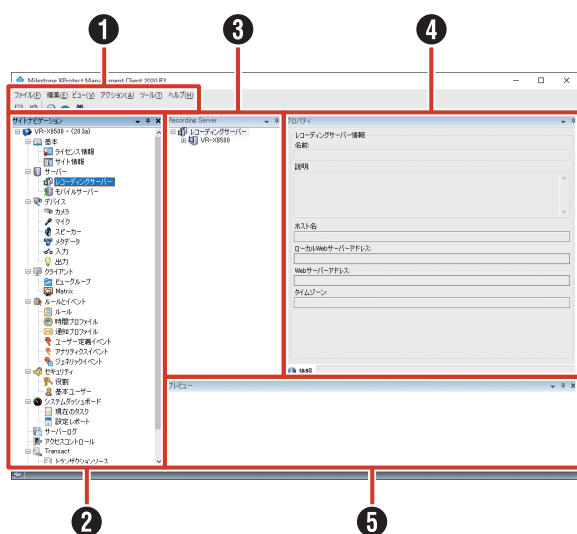 ❶ ❸ ❹
Milestone XProtect Management Client 2020 R3
ファイル(F) 編集(E) ビュー(V) アクション(A) ツール(T) ヘルプ(H)
サイトナビゲーション
VR-X8500 - (20.3a)
基本
ライセンス情報
サイト情報
サーバー
レコーディングサーバー
モバイルサーバー
デバイス
カメラ
マイク
スピーカー
メタデータ
入力
出力
クライアント
ビューグループ
Matrix
ルールとイベント
ルール
時間プロファイル
通知プロファイル
ユーザー定義イベント
アナリティクスイベント
ジェネリックイベント
セキュリティ
役割
基本ユーザー
システムダッシュボード
現在のタスク
設定レポート
サーバーログ
アクセスコントロール
Transact
トランザクションソース
Recording Server
レコーディングサーバー
VR-X8500
プロパティ
レコーディングサーバー情報
名前:
説明:
ホスト名:
ローカルWebサーバーアドレス:
Webサーバーアドレス:
タイムゾーン:
情報
プレビュー
❷ ❺